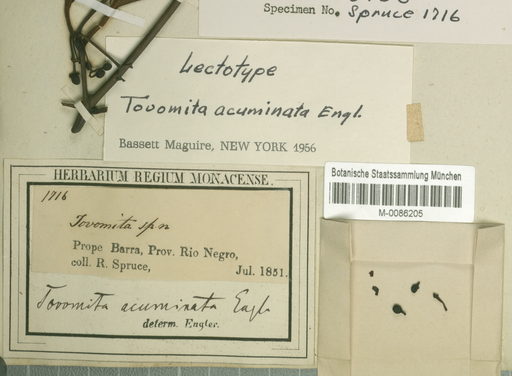 Specimen No. Spruce 1716
Lectotype
Tovomita acuminata Engl.
Bassett Maguire, NEW YORK 1956
HERBARIUM REGIUM MONACENSE.
1716
Tovomita sp n
Prope Barra, Prov. Rio Negro,
coll. R. Spruce, Jul. 1851.
Tovomita acuminata Engl.
determ. Engler.
Botanische Staatssammlung München
M-0086205